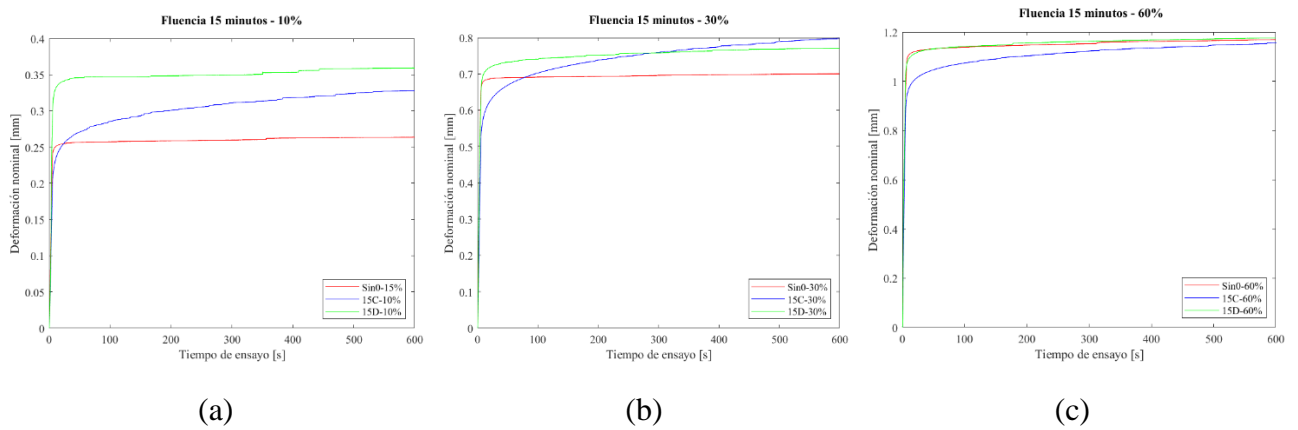 Fluencia 15 minutos - 10%
Deformación nominal [mm]
0.4
0.35
0.3
0.25
0.2
0.15
0.1
0.05
0
0
100
200
300
400
500
600
Tiempo de ensayo [s]
Sin0-15%
15C-10%
15D-10%
(a)
Fluencia 15 minutos - 30%
Deformación nominal [mm]
0.8
0.7
0.6
0.5
0.4
0.3
0.2
0.1
0
0
100
200
300
400
500
600
Tiempo de ensayo [s]
Sin0-30%
15C-30%
15D-30%
(b)
Fluencia 15 minutos - 60%
Deformación nominal [mm]
1.2
1
0.8
0.6
0.4
0.2
0
0
100
200
300
400
500
600
Tiempo de ensayo [s]
Sin0-60%
15C-60%
15D-60%
(c)